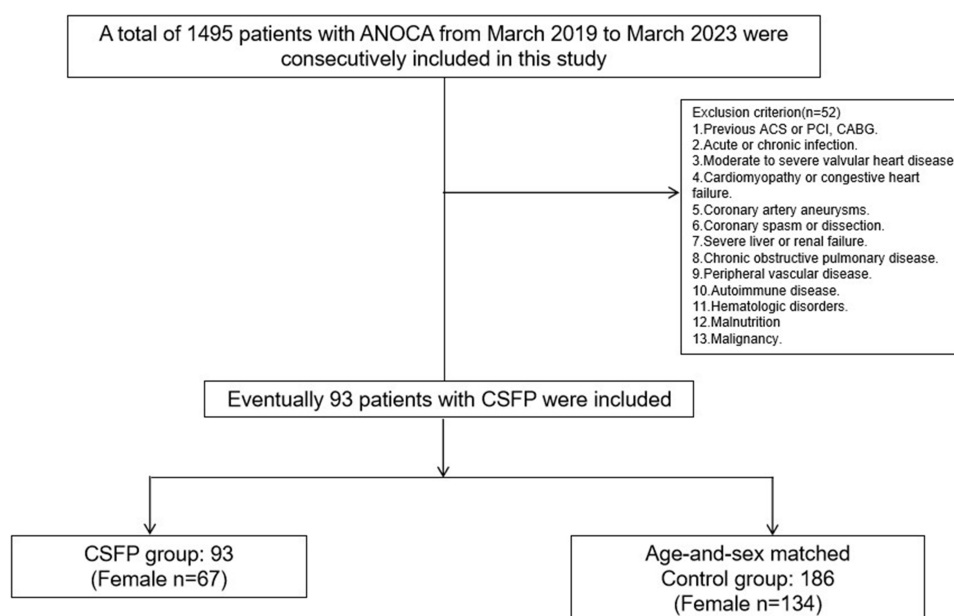 A total of 1495 patients with ANOCA from March 2019 to March 2023 were
consecutively included in this study
Exclusion criterion(n=52)
1.Previous ACS or PCI, CABG.
2.Acute or chronic infection.
3.Moderate to severe valvular heart disease
4.Cardiomyopathy or congestive heart
failure.
5.Coronary artery aneurysms.
6.Coronary spasm or dissection.
7.Severe liver or renal failure.
8.Chronic obstructive pulmonary disease.
9.Peripheral vascular disease.
10.Autoimmune disease.
11.Hematologic disorders.
12.Malnutrition
13.Malignancy.
Eventually 93 patients with CSFP were included
CSFP group: 93
(Female n=67)
Age-and-sex matched
Control group: 186
(Female n=134)